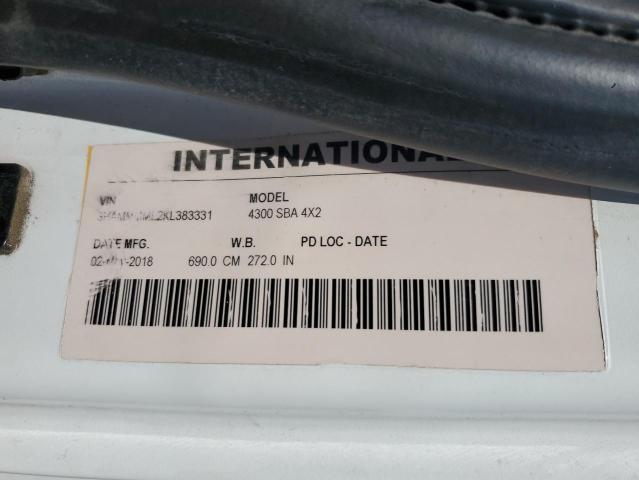 INTERNATIONAL
VIN MODEL
4300 SBA 4X2
DATE MFG. W.B. PD LOC - DATE
690.0 CM 272.0 IN